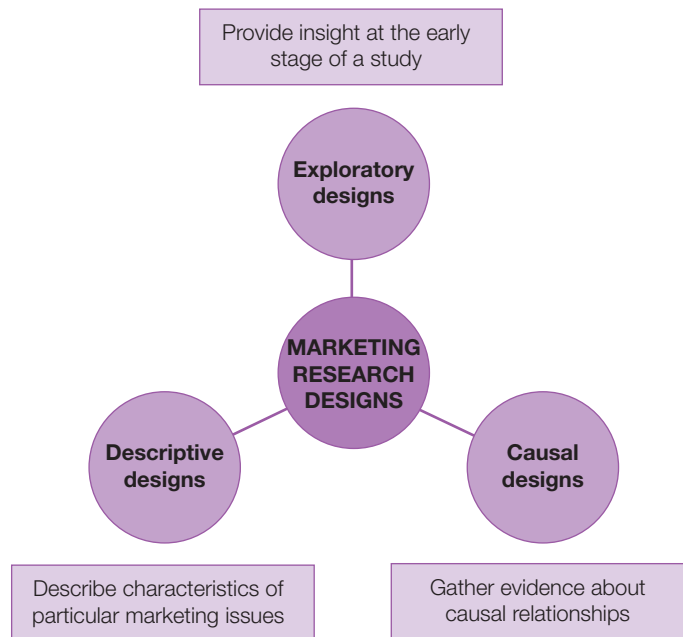 Provide insight at the early
stage of a study
Exploratory
designs
MARKETING
RESEARCH
DESIGNS
Descriptive
designs
Causal
designs
Describe characteristics of
particular marketing issues
Gather evidence about
causal relationships